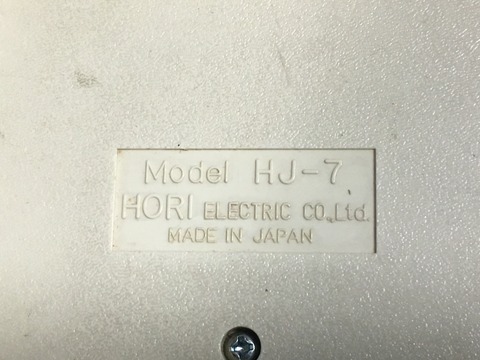 Model HJ-7
HORI ELECTRIC CO.,Ltd.
MADE IN JAPAN